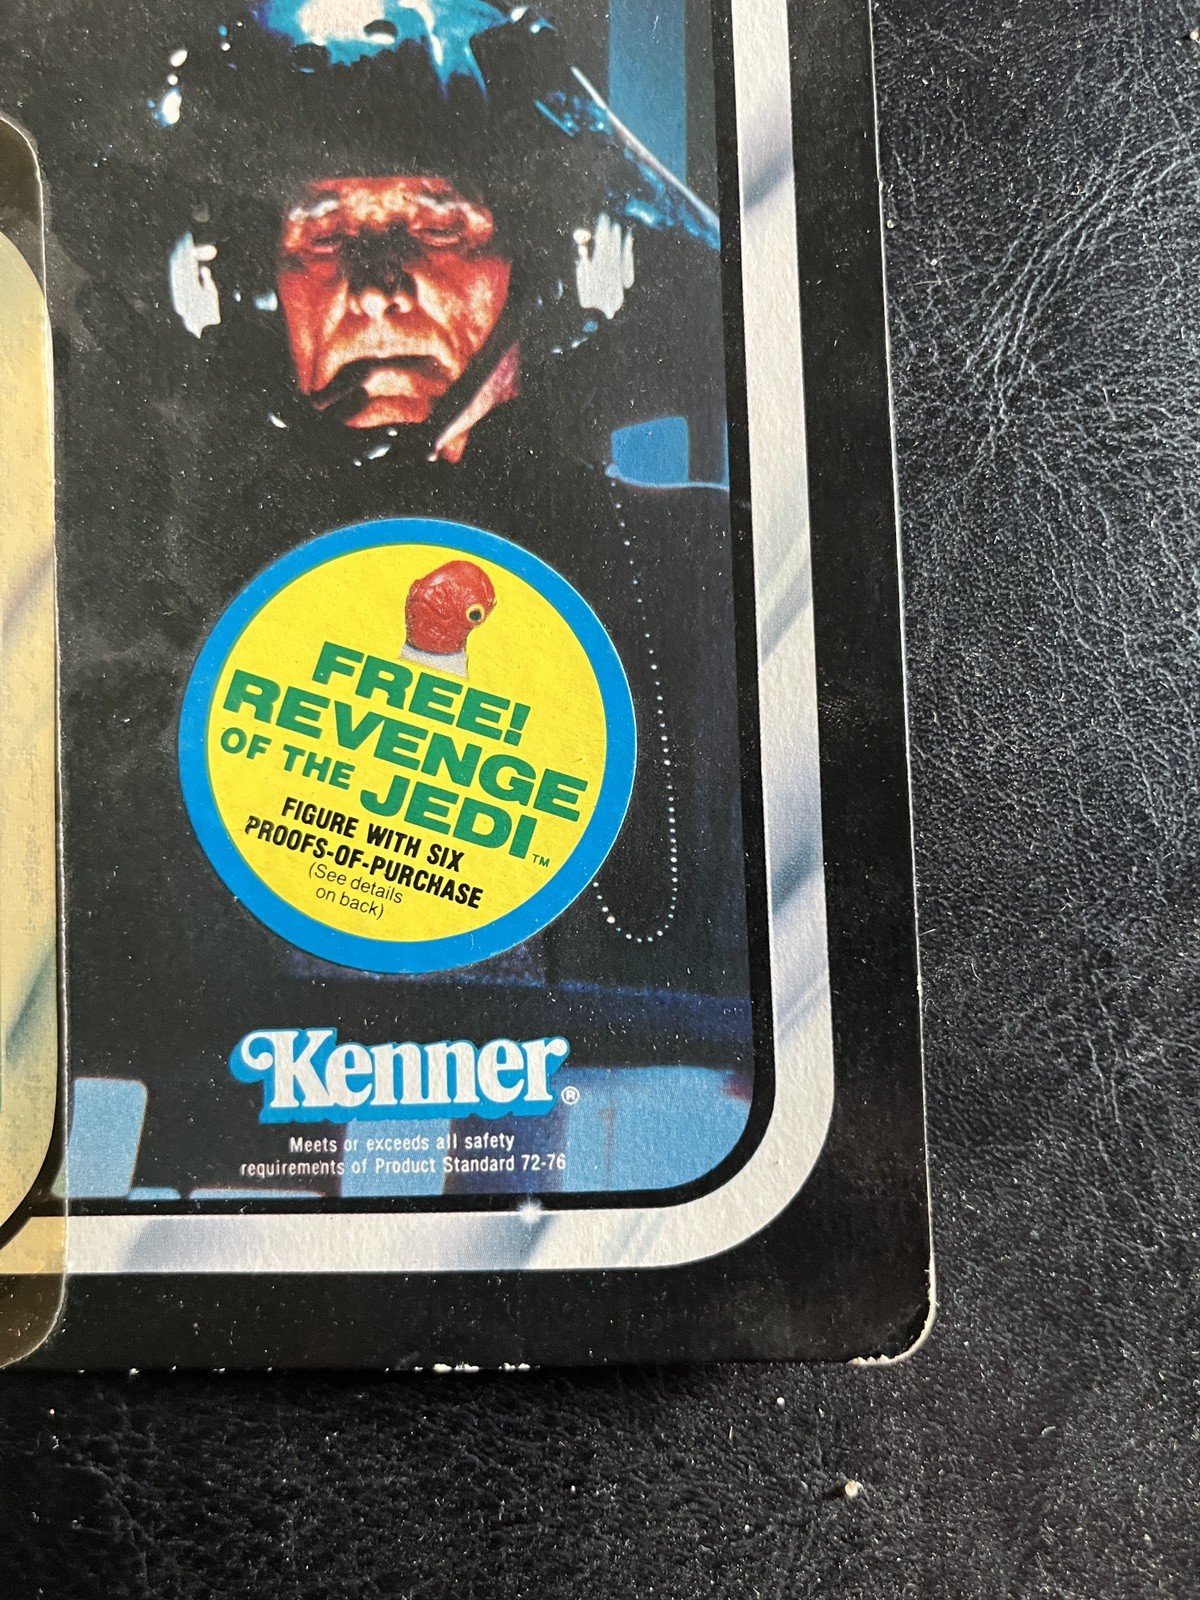 FREE!
REVENGE
OF THE JEDI™
FIGURE WITH SIX
PROOFS-OF-PURCHASE
(See details
on back)
Kenner®
Meets or exceeds all safety
requirements of Product Standard 72-76